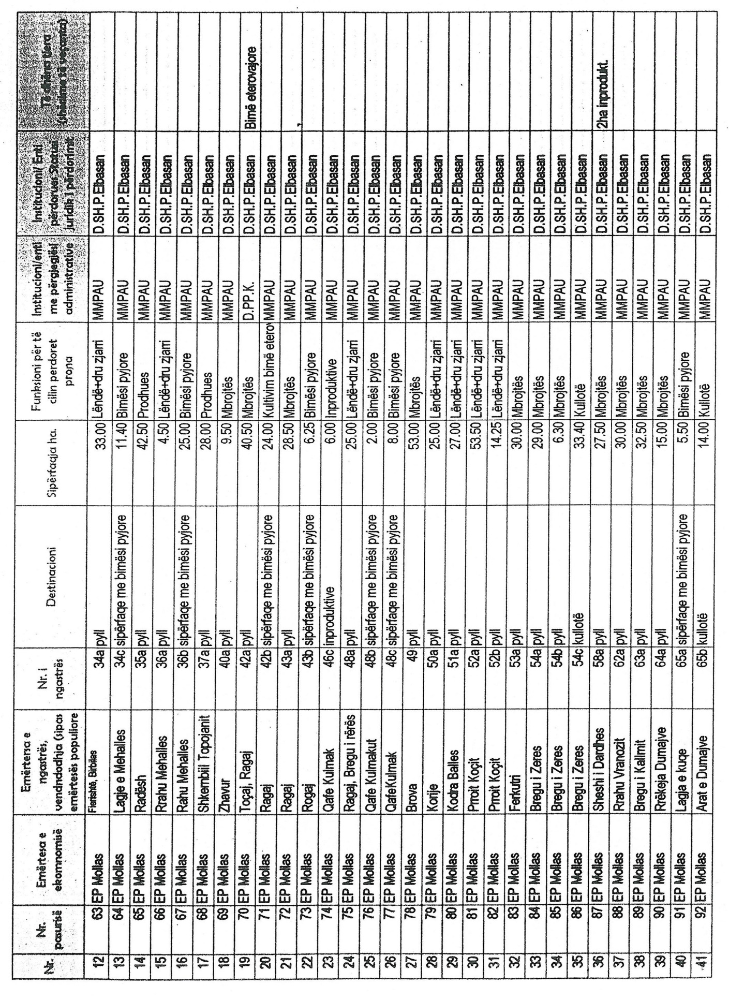 Nr. Nr. pasurisë Emërtesa e ekomnomisë Emërtersa e ngastrës, vendndodhja (sipas emërtesës popullore Nr. i ngastrës Destinacioni Sipërfaqja ha. Funksioni për të cilin perdoret prona Institucioni/enti me përgjegjësi administrative Institucioni/ Enti përdorues Status juridik i përdorimit. Të dhëna tjera (shënime të veçanta)
12 63 EP Mollas Fierishtë, Birbilas 34a pyll 33.00 Lëndë+dru zjarri MMPAU D.SH.P.Elbasan
13 64 EP Mollas Lagje e Mehalles 34c sipërfaqe me bimësi pyjore 11.40 Bimësi pyjore MMPAU D.SH.P.Elbasan
14 65 EP Mollas Radësh 35a pyll 42.50 Prodhues MMPAU D.SH.P.Elbasan
15 66 EP Mollas Rrahu Mehalles 36a pyll 4.50 Lëndë+dru zjarri MMPAU D.SH.P.Elbasan
16 67 EP Mollas Rahu Mehalles 36b sipërfaqe me bimësi pyjore 25.00 Bimësi pyjore MMPAU D.SH.P.Elbasan
17 68 EP Mollas Shkembill Topojanit 37a pyll 28.00 Prodhues MMPAU D.SH.P.Elbasan
18 69 EP Mollas Zhavur 40a pyll 9.50 Mbrojtës MMPAU D.SH.P.Elbasan
19 70 EP Mollas Toçaj, Ragaj 42a pyll 40.50 Mbrojtës D.PP.K. D.SH.P.Elbasan Bimë eterovajore
20 71 EP Mollas Ragaj 42b sipërfaqe me bimësi pyjore 24.00 Kultivim bimë eterov MMPAU D.SH.P.Elbasan
21 72 EP Mollas Ragaj 43a pyll 28.50 Mbrojtës MMPAU D.SH.P.Elbasan
22 73 EP Mollas Rogaj 43b sipërfaqe me bimësi pyjore 6.25 Bimësi pyjore MMPAU D.SH.P.Elbasan
23 74 EP Mollas Qafe Kulmak 46c inproduktive 6.00 Inproduktive MMPAU D.SH.P.Elbasan
24 75 EP Mollas Ragaj, Bregu i rërës 48a pyll 25.00 Lëndë+dru zjarri MMPAU D.SH.P.Elbasan
25 76 EP Mollas Qafe Kulmakut 48b sipërfaqe me bimësi pyjore 2.00 Bimësi pyjore MMPAU D.SH.P.Elbasan
26 77 EP Mollas QafeKulmak 48c sipërfaqe me bimësi pyjore 8.00 Bimësi pyjore MMPAU D.SH.P.Elbasan
27 78 EP Mollas Brova 49 pyll 53.00 Mbrojtës MMPAU D.SH.P.Elbasan
28 79 EP Mollas Korije 50a pyll 25.00 Lëndë+dru zjarri MMPAU D.SH.P.Elbasan
29 80 EP Mollas Kodra Balles 51a pyll 27.00 Lëndë+dru zjarri MMPAU D.SH.P.Elbasan
30 81 EP Mollas Prroit Koçit 52a pyll 53.50 Lëndë+dru zjarri MMPAU D.SH.P.Elbasan
31 82 EP Mollas Prroit Koçit 52b pyll 14.25 Lëndë+dru zjarri MMPAU D.SH.P.Elbasan
32 83 EP Mollas Ferkutri 53a pyll 30.00 Mbrojtës MMPAU D.SH.P.Elbasan
33 84 EP Mollas Bregu i Zeres 54a pyll 29.00 Mbrojtës MMPAU D.SH.P.Elbasan
34 85 EP Mollas Bregu i Zeres 54b pyll 6.30 Mbrojtës MMPAU D.SH.P.Elbasan
35 86 EP Mollas Bregu i Zeres 54c kullotë 33.40 Kullotë MMPAU D.SH.P.Elbasan
36 87 EP Mollas Sheshi i Dardhes 58a pyll 27.50 Mbrojtës MMPAU D.SH.P.Elbasan 2ha inprodukt.
37 88 EP Mollas Rrahu Vranozit 62a pyll 30.00 Mbrojtës MMPAU D.SH.P.Elbasan
38 89 EP Mollas Bregu i Kallmit 63a pyll 32.50 Mbrojtës MMPAU D.SH.P.Elbasan
39 90 EP Mollas Rrëkeja Dumajve 64a pyll 15.00 Mbrojtës MMPAU D.SH.P.Elbasan
40 91 EP Mollas Lagja e kuqe 65a sipërfaqe me bimësi pyjore 5.50 Bimësi pyjore MMPAU D.SH.P.Elbasan
41 92 EP Mollas Arat e Dumajve 65b kullotë 14.00 Kullotë MMPAU D.SH.P.Elbasan